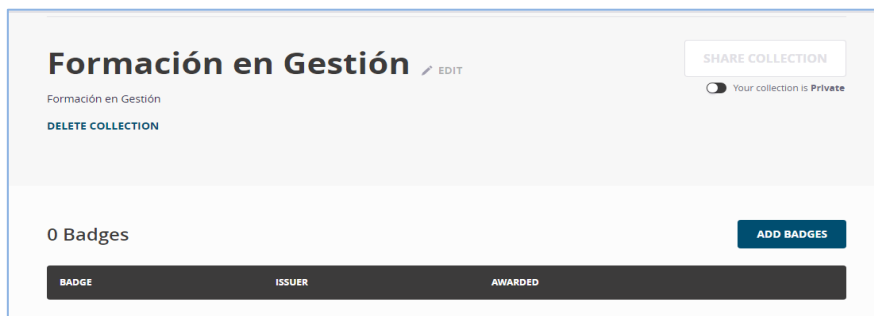 Formación en Gestión EDIT
SHARE COLLECTION
Your collection is Private
Formación en Gestión
DELETE COLLECTION
0 Badges
ADD BADGES
BADGE ISSUER AWARDED